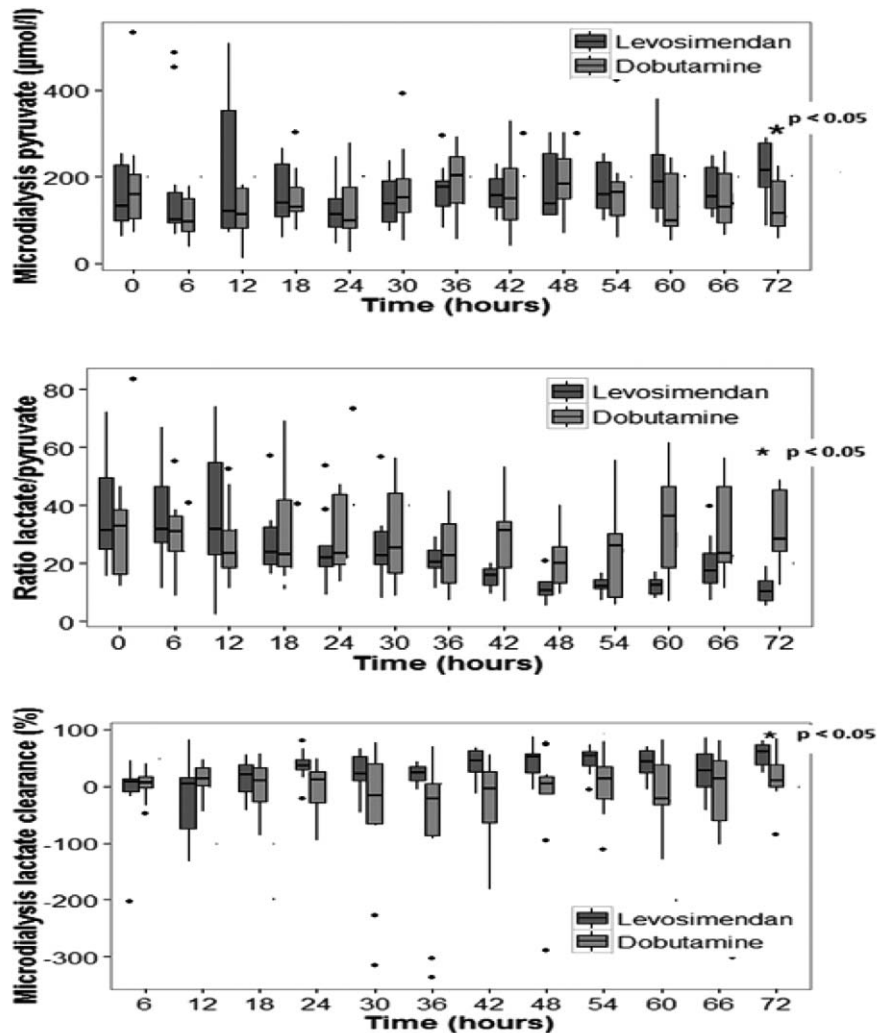 Microdialysis pyruvate (μmol/l)
400
200
0
Levosimendan
Dobutamine
* p < 0.05
0 6 12 18 24 30 36 42 48 54 60 66 72
Time (hours)
Ratio lactate/pyruvate
80
60
40
20
0
Levosimendan
Dobutamine
* p < 0.05
0 6 12 18 24 30 36 42 48 54 60 66 72
Time (hours)
Microdialysis lactate clearance (%)
100
0
-100
-200
-300
* p < 0.05
Levosimendan
Dobutamine
6 12 18 24 30 36 42 48 54 60 66 72
Time (hours)